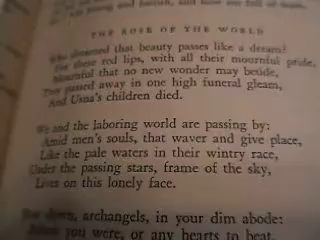 THE ROSE OF THE WORLD
Who dreamed that beauty passes like a dream?
For these red lips, with all their mournful pride,
Mournful that no new wonder may betide,
Troy passed away in one high funeral gleam,
And Usna's children died.
We and the laboring world are passing by:
Amid men's souls, that waver and give place,
Like the pale waters in their wintry race,
Under the passing stars, frame of the sky,
Lives on this lonely face.
Bow down, archangels, in your dim abode:
Before you were, or any hearts to beat,